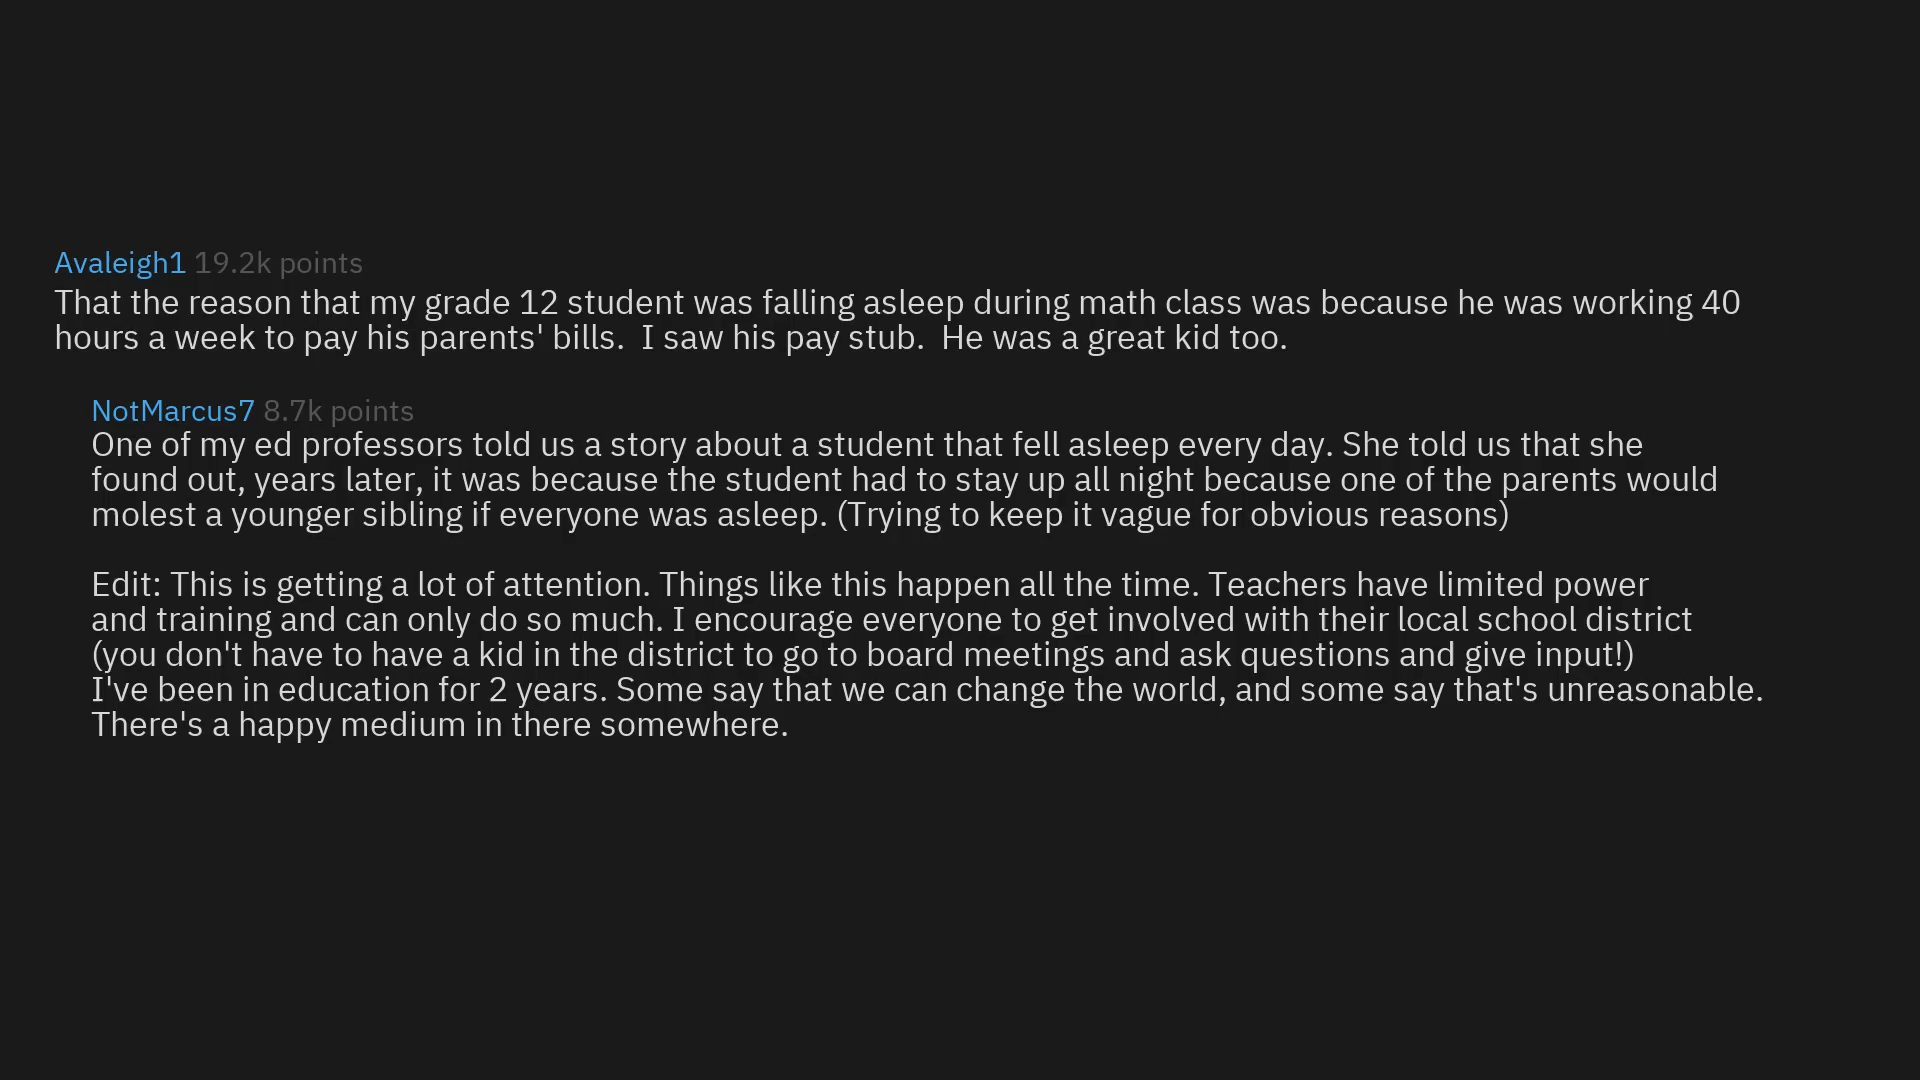 Avaleigh1 19.2k points
That the reason that my grade 12 student was falling asleep during math class was because he was working 40
hours a week to pay his parents' bills.  I saw his pay stub.  He was a great kid too.
NotMarcus7 8.7k points
One of my ed professors told us a story about a student that fell asleep every day. She told us that she
found out, years later, it was because the student had to stay up all night because one of the parents would
molest a younger sibling if everyone was asleep. (Trying to keep it vague for obvious reasons)
Edit: This is getting a lot of attention. Things like this happen all the time. Teachers have limited power
and training and can only do so much. I encourage everyone to get involved with their local school district
(you don't have to have a kid in the district to go to board meetings and ask questions and give input!)
I've been in education for 2 years. Some say that we can change the world, and some say that's unreasonable.
There's a happy medium in there somewhere.